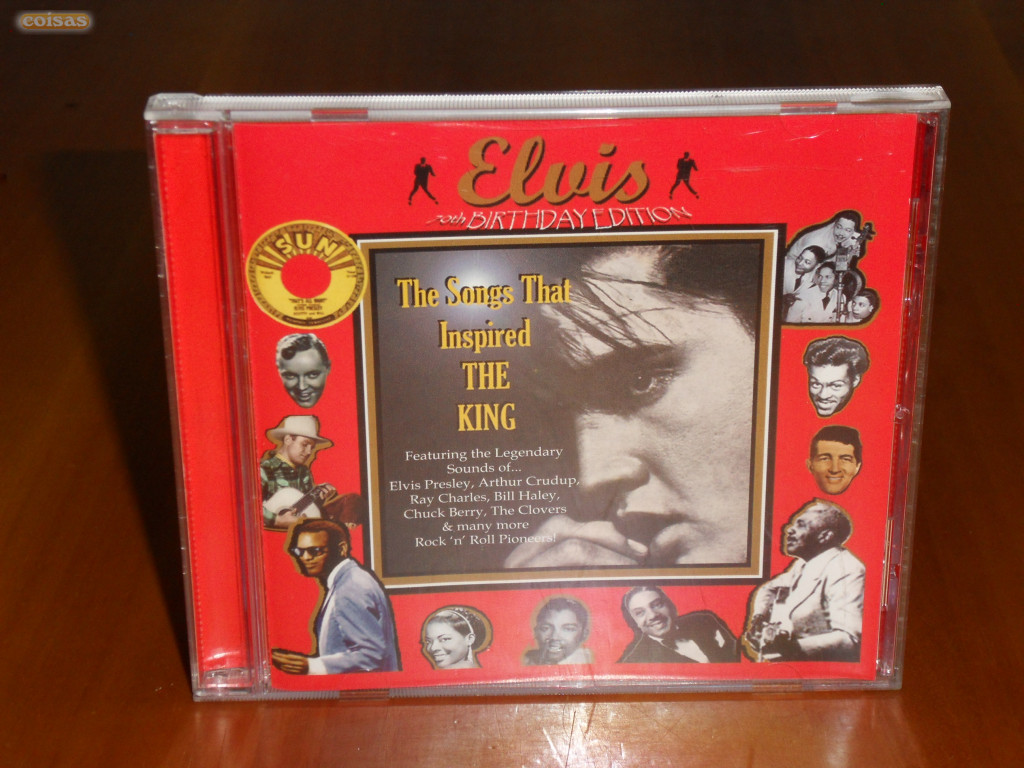 coisas
Elvis
70th BIRTHDAY EDITION
SUN
The Songs That
Inspired
THE
KING
Featuring the Legendary
Sounds of...
Elvis Presley, Arthur Crudup,
Ray Charles, Bill Haley,
Chuck Berry, The Clovers
& many more
Rock 'n' Roll Pioneers!